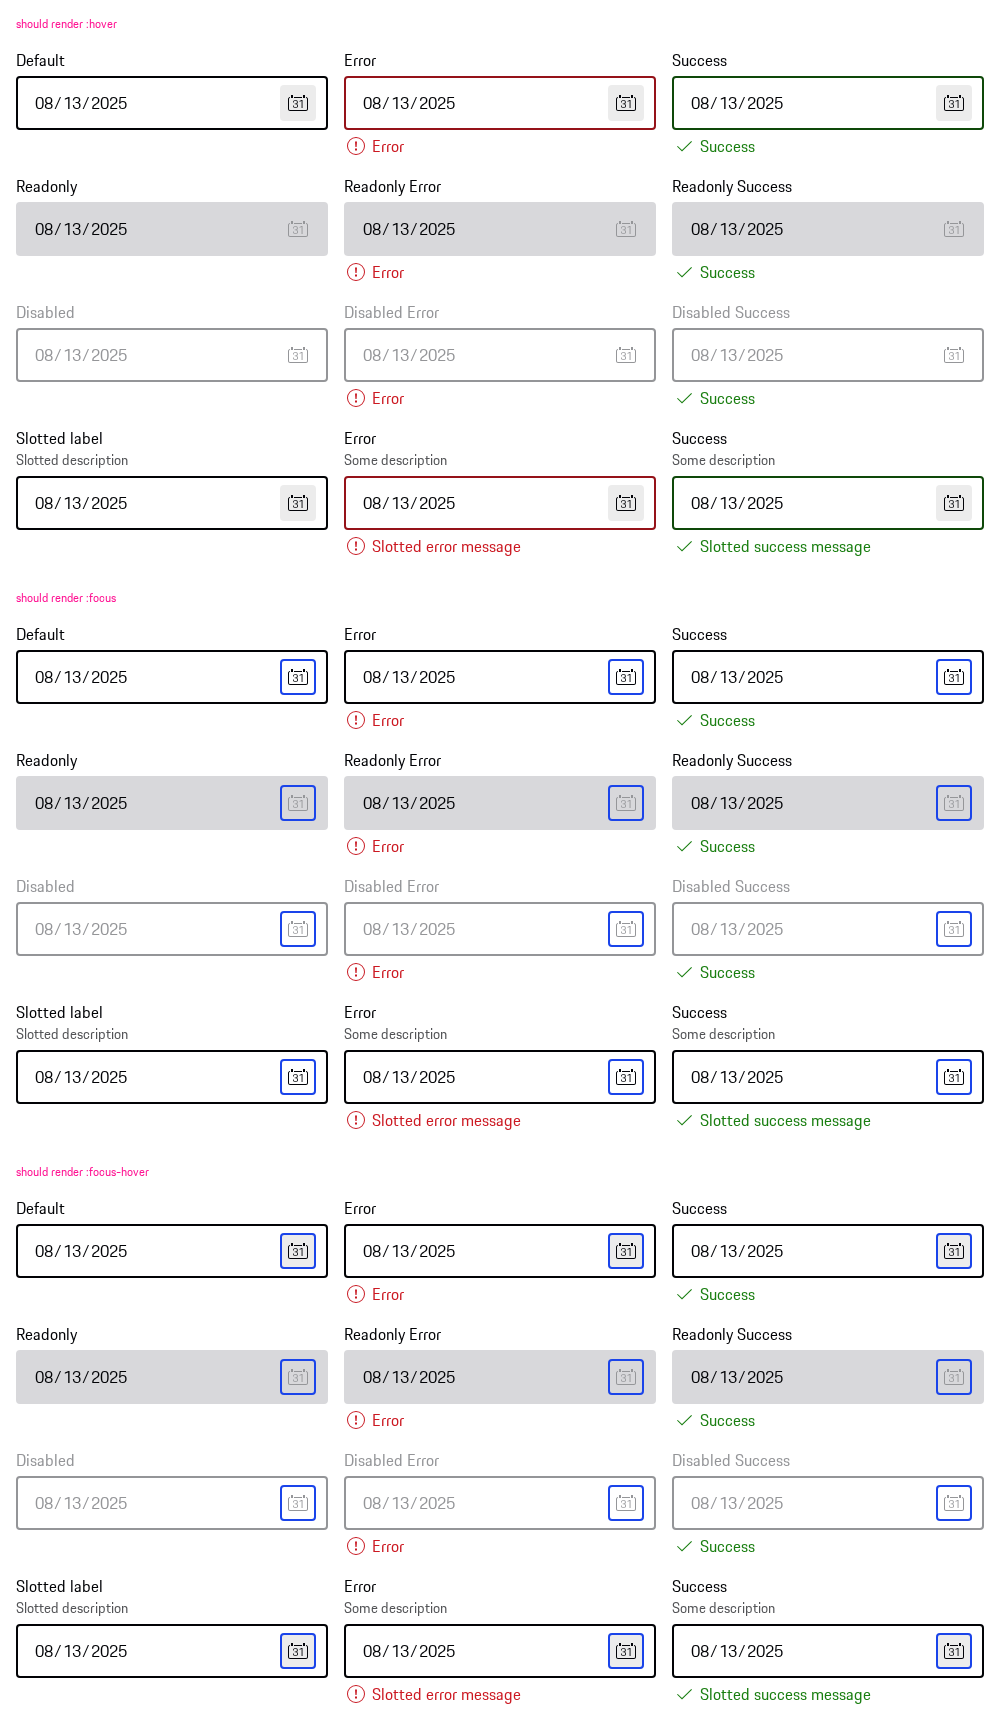 should render :hover
Default Error Success
08/13/2025 31 08/13/2025 31 08/13/2025 31
Error Success
Readonly Readonly Error Readonly Success
08/13/2025 31 08/13/2025 31 08/13/2025 31
Error Success
Disabled Disabled Error Disabled Success
08/13/2025 31 08/13/2025 31 08/13/2025 31
Error Success
Slotted label Error Success
Slotted description Some description Some description
08/13/2025 31 08/13/2025 31 08/13/2025 31
Slotted error message Slotted success message
should render :focus
Default Error Success
08/13/2025 31 08/13/2025 31 08/13/2025 31
Error Success
Readonly Readonly Error Readonly Success
08/13/2025 31 08/13/2025 31 08/13/2025 31
Error Success
Disabled Disabled Error Disabled Success
08/13/2025 31 08/13/2025 31 08/13/2025 31
Error Success
Slotted label Error Success
Slotted description Some description Some description
08/13/2025 31 08/13/2025 31 08/13/2025 31
Slotted error message Slotted success message
should render :focus-hover
Default Error Success
08/13/2025 31 08/13/2025 31 08/13/2025 31
Error Success
Readonly Readonly Error Readonly Success
08/13/2025 31 08/13/2025 31 08/13/2025 31
Error Success
Disabled Disabled Error Disabled Success
08/13/2025 31 08/13/2025 31 08/13/2025 31
Error Success
Slotted label Error Success
Slotted description Some description Some description
08/13/2025 31 08/13/2025 31 08/13/2025 31
Slotted error message Slotted success message